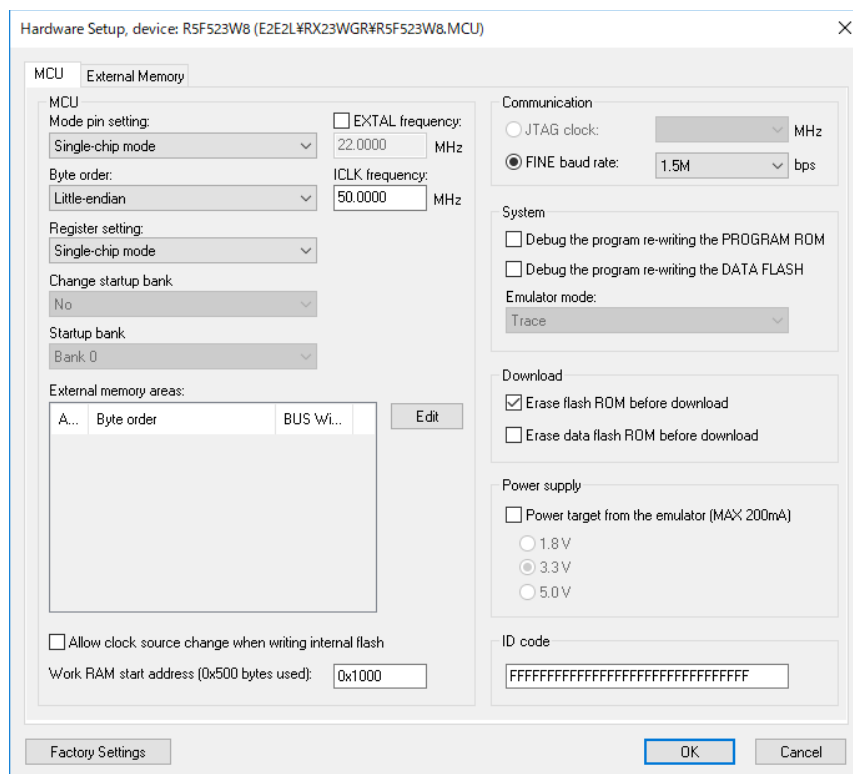 Hardware Setup, device: R5F523W8 (E2E2L¥RX23WGR¥R5F523W8.MCU)
MCU
External Memory
MCU
Mode pin setting:
Single-chip mode
EXTAL frequency:
22.0000 MHz
Byte order:
Little-endian
ICLK frequency:
50.0000 MHz
Register setting:
Single-chip mode
Change startup bank
No
Startup bank
Bank 0
External memory areas:
A... Byte order BUS Wi...
Edit
Allow clock source change when writing internal flash
Work RAM start address (0x500 bytes used): 0x1000
Communication
JTAG clock: MHz
FINE baud rate: 1.5M bps
System
Debug the program re-writing the PROGRAM ROM
Debug the program re-writing the DATA FLASH
Emulator mode:
Trace
Download
Erase flash ROM before download
Erase data flash ROM before download
Power supply
Power target from the emulator (MAX 200mA)
1.8 V
3.3 V
5.0 V
ID code
FFFFFFFFFFFFFFFFFFFFFFFFFFFFFFFF
Factory Settings
OK
Cancel